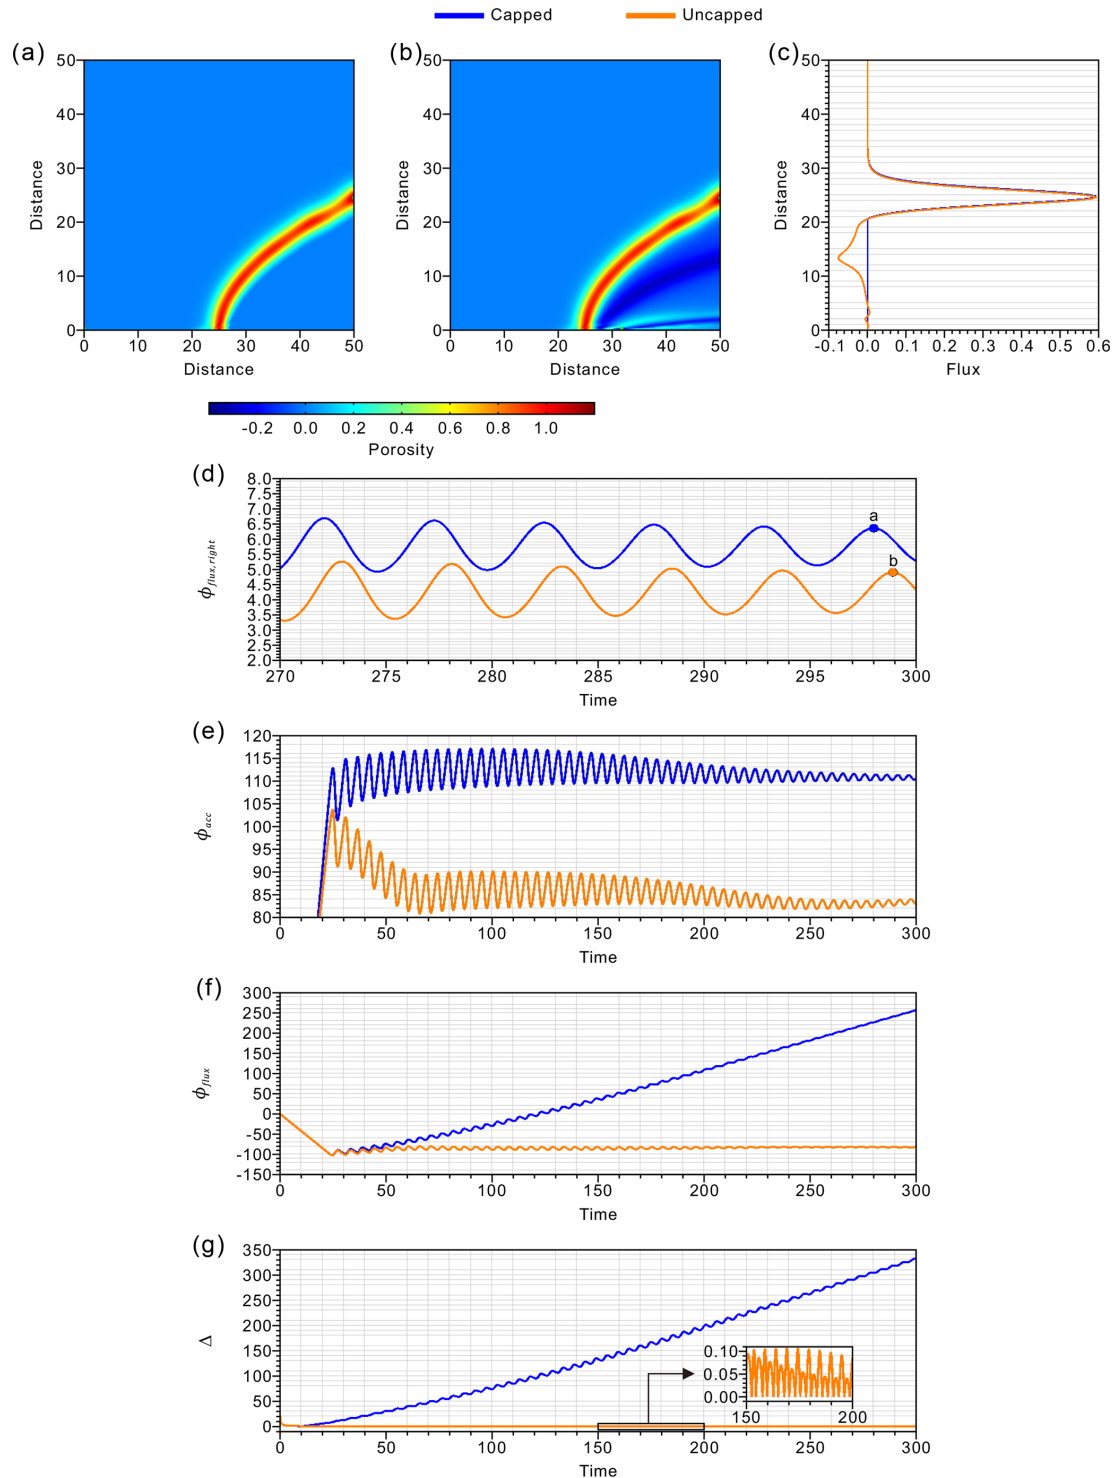 Capped Uncapped
(a) (b) (c)
50 50 50
40 40 40
30 30 30
20 20 20
10 10 10
0 0 0
Distance Distance Distance
0 10 20 30 40 50 0 10 20 30 40 50 -0.1 0.0 0.1 0.2 0.3 0.4 0.5 0.6
Distance Distance Flux
-0.2 0.0 0.2 0.4 0.6 0.8 1.0
Porosity
(d)
8.0
7.5
7.0
6.5
6.0
5.5
5.0
4.5
4.0
3.5
3.0
2.5
2.0
ϕflux,right
a
b
270 275 280 285 290 295 300
Time
(e)
120
115
110
105
100
95
90
85
80
ϕacc
0 50 100 150 200 250 300
Time
(f)
300
250
200
150
100
50
0
-50
-100
-150
ϕflux
0 50 100 150 200 250 300
Time
(g)
350
300
250
200
150
100
50
0
Δ
0.10
0.05
0.00
150 200
0 50 100 150 200 250 300
Time